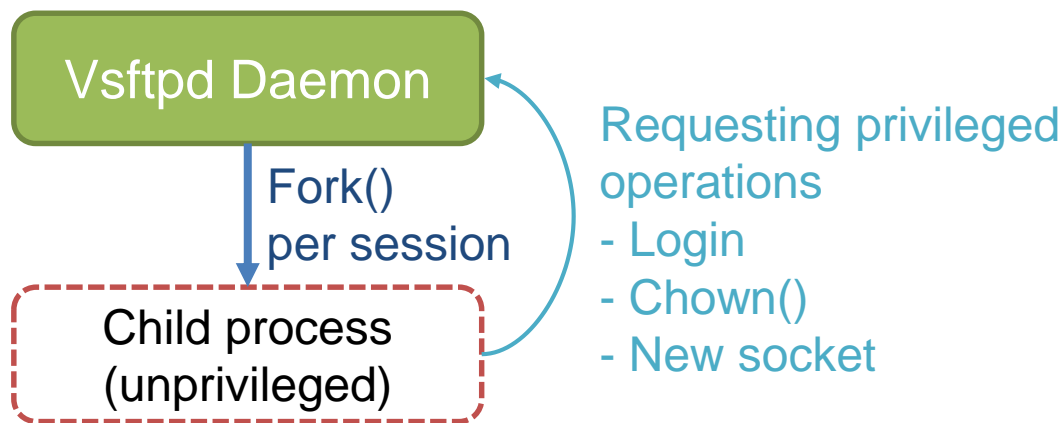 Vsftpd Daemon
Fork()
per session
Child process
(unprivileged)
Requesting privileged
operations
- Login
- Chown()
- New socket